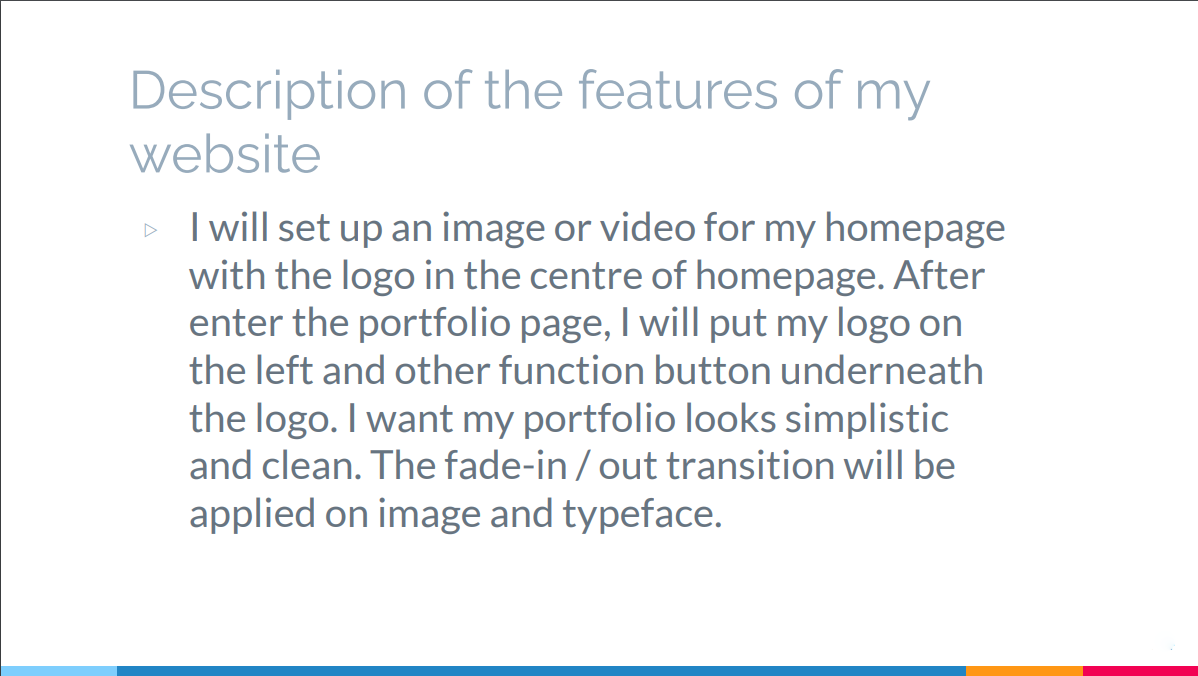 Description of the features of my
website
I will set up an image or video for my homepage
with the logo in the centre of homepage. After
enter the portfolio page, I will put my logo on
the left and other function button underneath
the logo. I want my portfolio looks simplistic
and clean. The fade-in / out transition will be
applied on image and typeface.